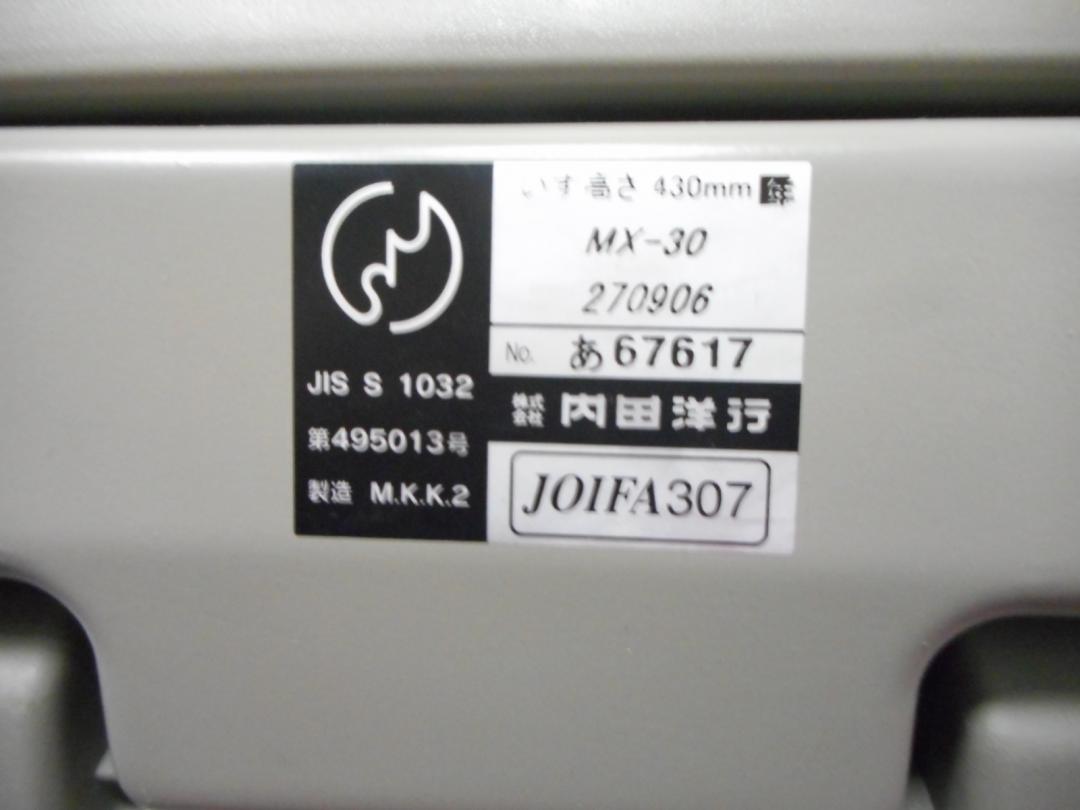 JIS S 1032
第495013号
製造 M.K.K.2
いす高さ 430mm
MX-30
270906
No. あ67617
株式会社 内田洋行
JOIFA307